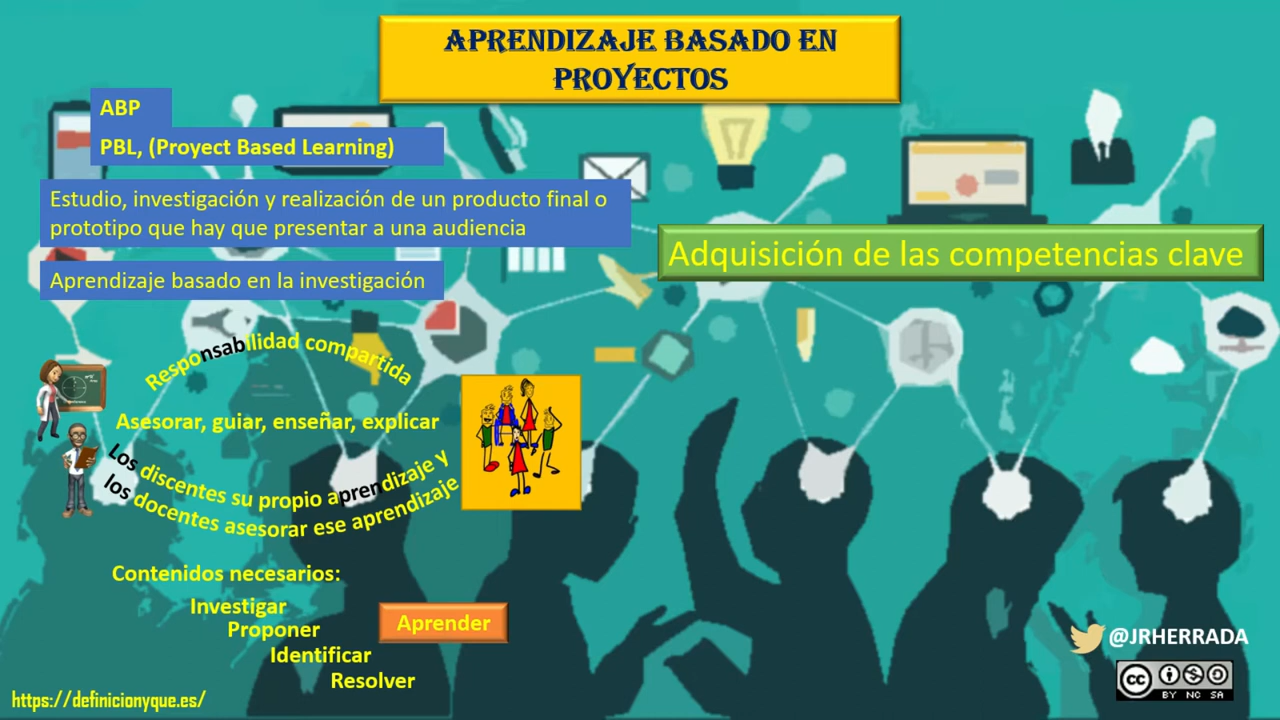 APRENDIZAJE BASADO EN
PROYECTOS
ABP
PBL, (Proyect Based Learning)
Estudio, investigación y realización de un producto final o
prototipo que hay que presentar a una audiencia
Aprendizaje basado en la investigación
Adquisición de las competencias clave
Responsabilidad compartida
Asesorar, guiar, enseñar, explicar
Los discentes su propio aprendizaje y
los docentes asesorar ese aprendizaje
Contenidos necesarios:
Investigar
Proponer
Identificar
Resolver
Aprender
@JRHERRADA
cc
BY NC SA
https://definicionyque.es/